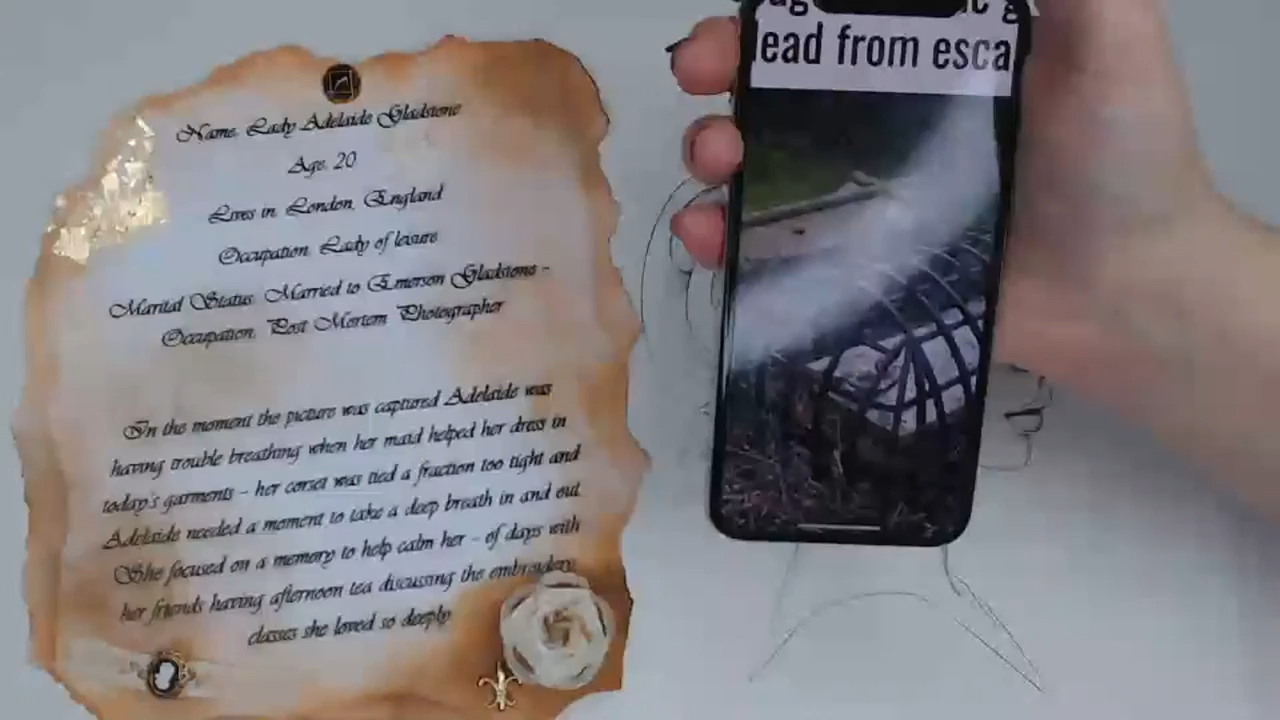 Name: Lady Adelaide Gladstone
Age: 20
Lives in: London, England
Occupation: Lady of leisure
Marital Status: Married to Emerson Gladstone -
Occupation: Post Mortem Photographer
In the moment the picture was captured Adelaide was
having trouble breathing when her maid helped her dress in
today's garments - her corset was tied a fraction too tight and
Adelaide needed a moment to take a deep breath in and out.
She focused on a memory to help calm her - of days with
her friends having afternoon tea discussing the embroidery
classes she loved so deeply
lead from esca